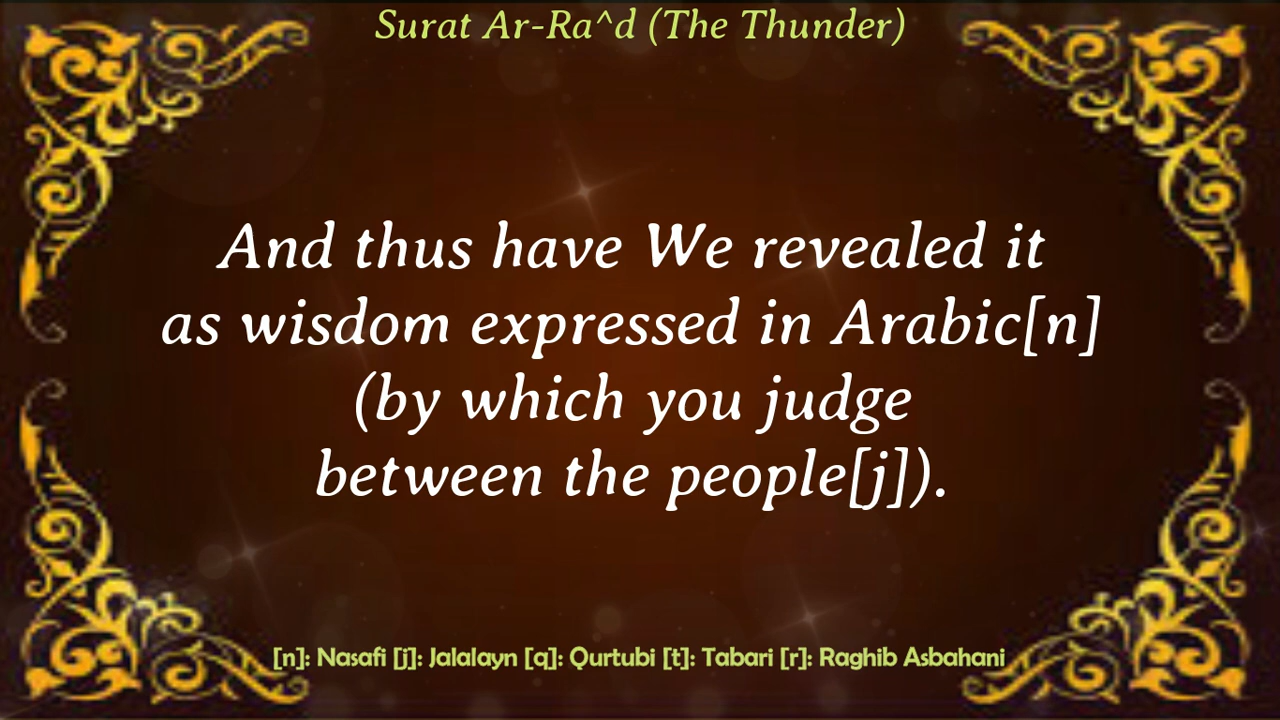 Surat Ar-Ra^d (The Thunder)
And thus have We revealed it
as wisdom expressed in Arabic[n]
(by which you judge
between the people[j]).
[n]: Nasafi [j]: Jalalayn [q]: Qurtubi [t]: Tabari [r]: Raghib Asbahani